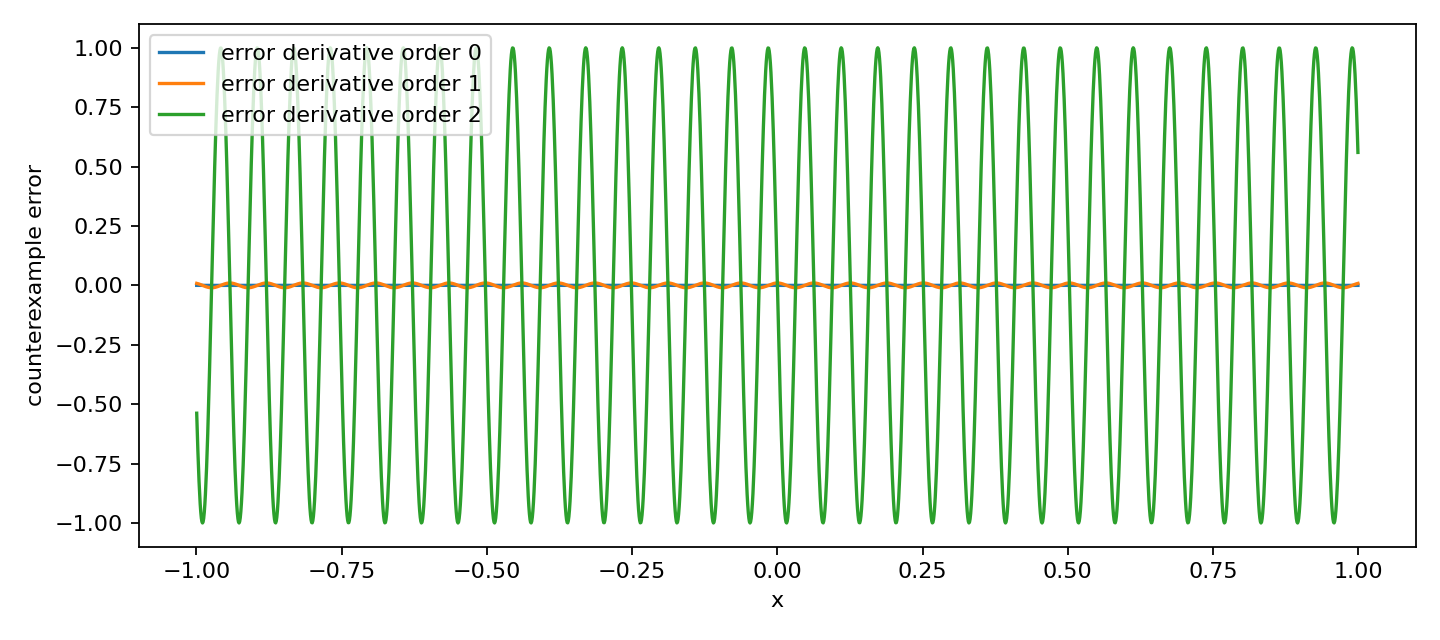 error derivative order 0
error derivative order 1
error derivative order 2
counterexample error
1.00
0.75
0.50
0.25
0.00
−0.25
−0.50
−0.75
−1.00
−1.00 −0.75 −0.50 −0.25 0.00 0.25 0.50 0.75 1.00
x